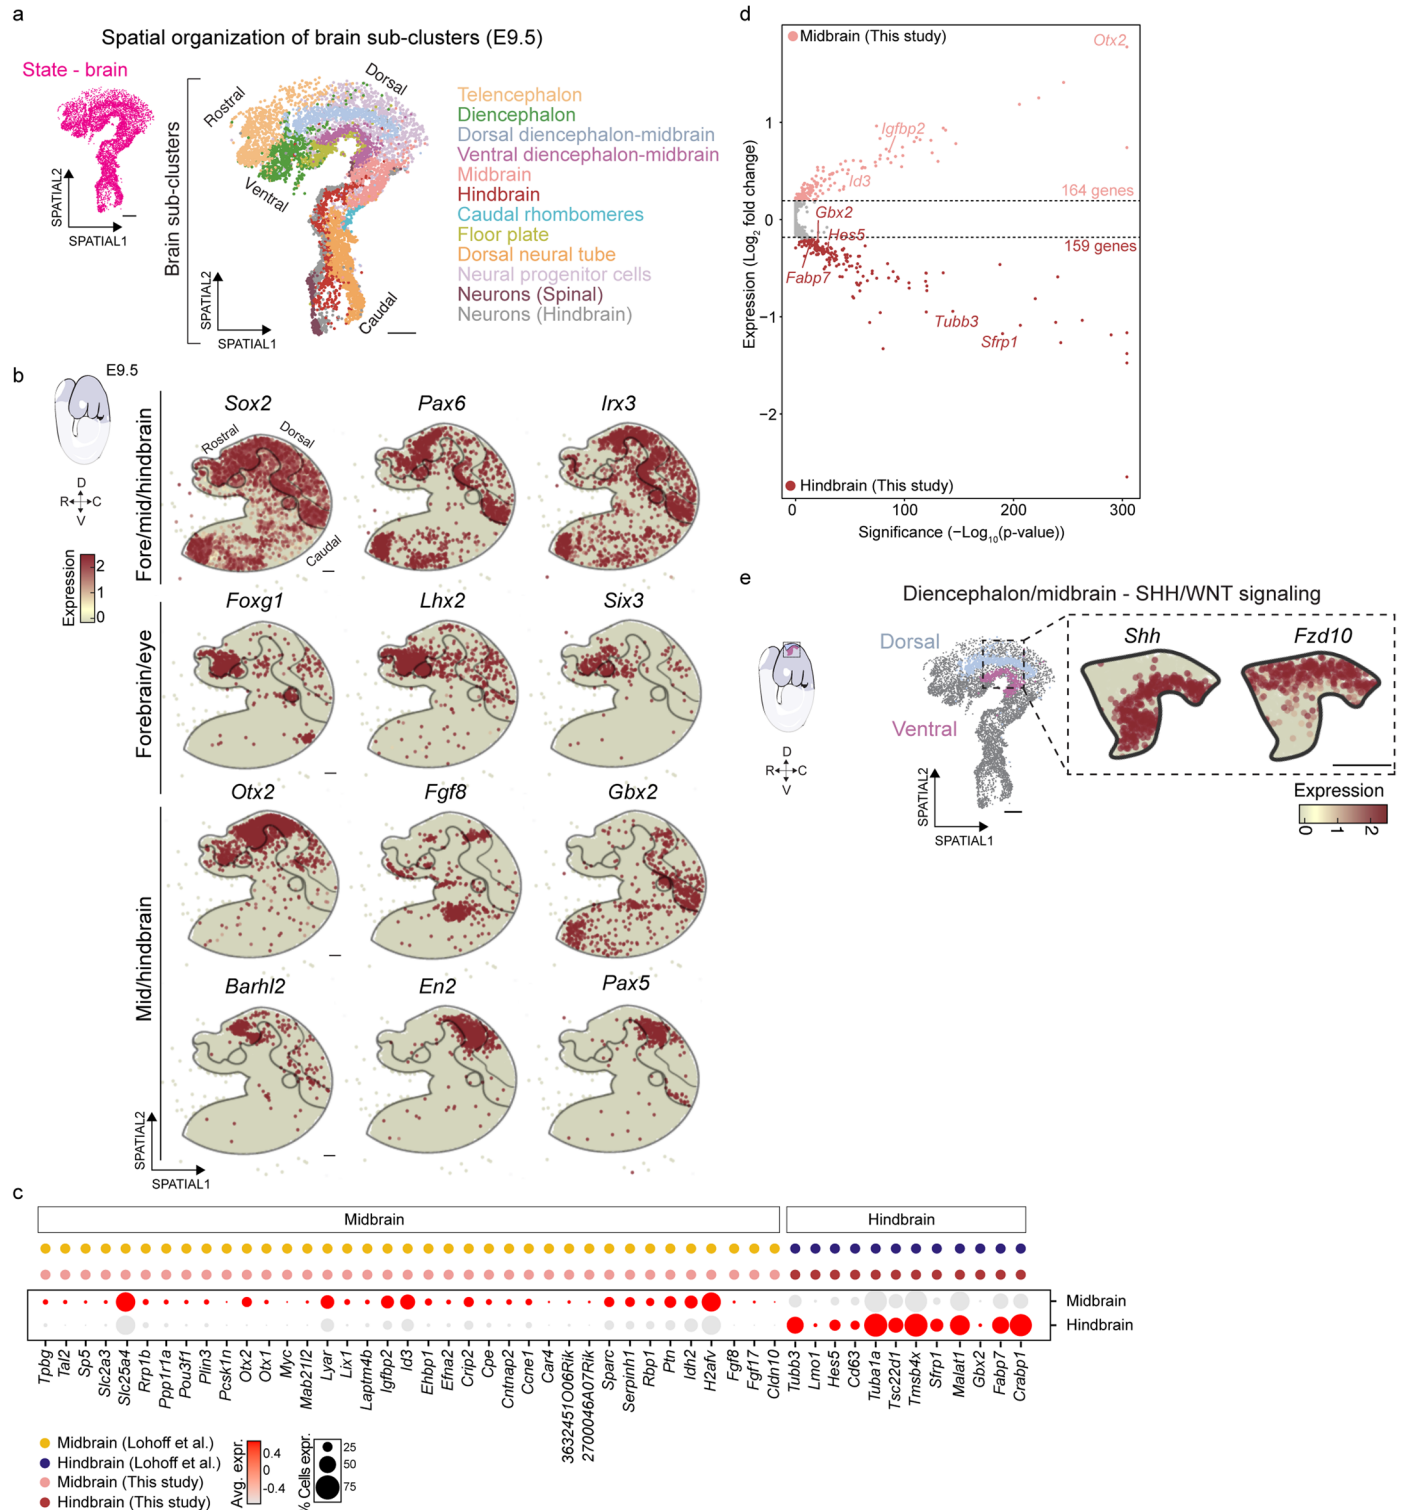 a
Spatial organization of brain sub-clusters (E9.5)
State - brain
SPATIAL2
SPATIAL1
Brain sub-clusters
Rostral
Dorsal
Ventral
Caudal
SPATIAL2
SPATIAL1
Telencephalon
Diencephalon
Dorsal diencephalon-midbrain
Ventral diencephalon-midbrain
Midbrain
Hindbrain
Caudal rhombomeres
Floor plate
Dorsal neural tube
Neural progenitor cells
Neurons (Spinal)
Neurons (Hindbrain)
b
E9.5
D
R C
V
Expression
2
1
0
Fore/mid/hindbrain
Sox2
Pax6
Irx3
Rostral
Dorsal
Caudal
Forebrain/eye
Foxg1
Lhx2
Six3
Mid/hindbrain
Otx2
Fgf8
Gbx2
Barhl2
En2
Pax5
SPATIAL2
SPATIAL1
c
Midbrain
Hindbrain
Midbrain
Hindbrain
Tpbg
Tal2
Sp5
Slc2a3
Slc25a4
Rrp1b
Ppp1r1a
Pou3f1
Plin3
Pcsk1n
Otx2
Otx1
Myc
Mab21l2
Lyar
Lix1
Laptm4b
Igfbp2
Id3
Ehbp1
Efna2
Crip2
Cpe
Cntnap2
Ccne1
Car4
3632451O06Rik
2700046A07Rik
Sparc
Serpinh1
Rbp1
Ptn
Idh2
H2afv
Fgf8
Fgf17
Cldn10
Tubb3
Lmo1
Hes5
Cd63
Tuba1a
Tsc22d1
Tmsb4x
Sfrp1
Malat1
Gbx2
Fabp7
Crabp1
Midbrain (Lohoff et al.)
Hindbrain (Lohoff et al.)
Midbrain (This study)
Hindbrain (This study)
Avg. expr.
0.4
0
-0.4
% Cells expr.
25
50
75
d
Midbrain (This study)
Otx2
Igfbp2
Id3
164 genes
Gbx2
Hes5
159 genes
Fabp7
Tubb3
Sfrp1
Hindbrain (This study)
Expression (Log2 fold change)
1
0
−1
−2
0
100
200
300
Significance (−Log10(p-value))
e
Diencephalon/midbrain - SHH/WNT signaling
D
R C
V
Dorsal
Ventral
SPATIAL2
SPATIAL1
Shh
Fzd10
Expression
0
1
2